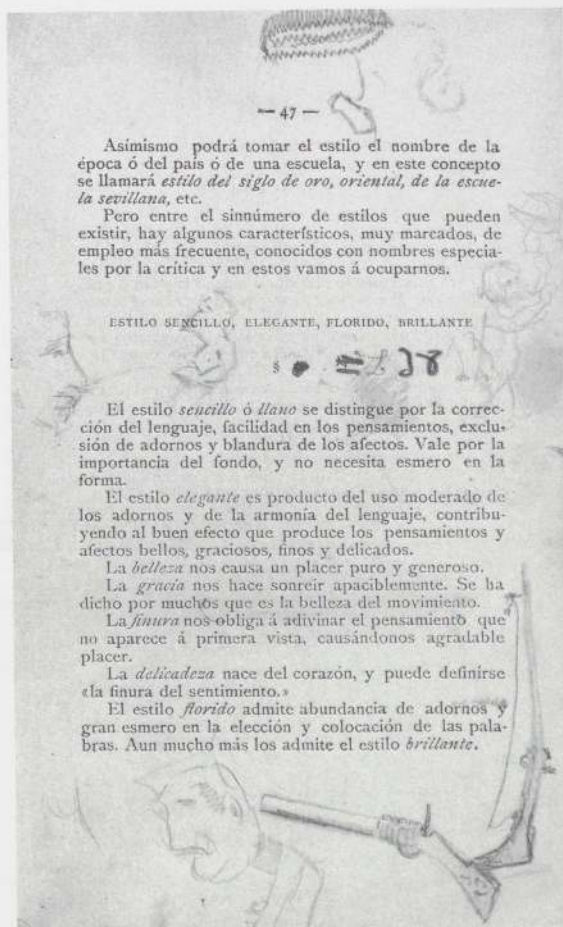 — 47 —
Asimismo podrá tomar el estilo el nombre de la
época ó del país ó de una escuela, y en este concepto
se llamará estilo del siglo de oro, oriental, de la escue-
la sevillana, etc.
Pero entre el sinnúmero de estilos que pueden
existir, hay algunos característicos, muy marcados, de
empleo más frecuente, conocidos con nombres especia-
les por la crítica y en estos vamos á ocuparnos.
ESTILO SENCILLO, ELEGANTE, FLORIDO, BRILLANTE
§
El estilo sencillo ó llano se distingue por la correc-
ción del lenguaje, facilidad en los pensamientos, exclu-
sión de adornos y blandura de los afectos. Vale por la
importancia del fondo, y no necesita esmero en la
forma.
El estilo elegante es producto del uso moderado de
los adornos y de la armonía del lenguaje, contribu-
yendo al buen efecto que produce los pensamientos y
afectos bellos, graciosos, finos y delicados.
La belleza nos causa un placer puro y generoso.
La gracia nos hace sonreir apaciblemente. Se ha
dicho por muchos que es la belleza del movimiento.
La finura nos obliga á adivinar el pensamiento que
no aparece á primera vista, causándonos agradable
placer.
La delicadeza nace del corazón, y puede definirse
«la finura del sentimiento.»
El estilo florido admite abundancia de adornos y
gran esmero en la elección y colocación de las pala-
bras. Aun mucho más los admite el estilo brillante.